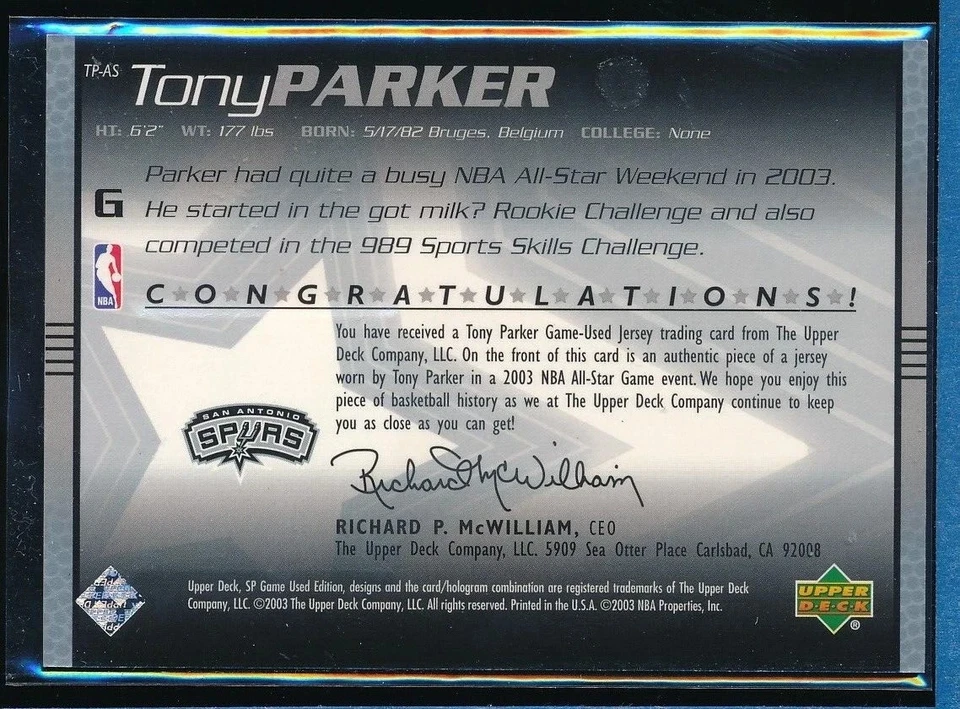 TP-AS TonyPARKER
HT: 6'2" WT: 177 lbs BORN: 5/17/82 Bruges, Belgium COLLEGE: None
Parker had quite a busy NBA All-Star Weekend in 2003.
G
He started in the got milk? Rookie Challenge and also
competed in the 989 Sports Skills Challenge.
NBA
CONGRATULATIONS!
You have received a Tony Parker Game-Used Jersey trading card from The Upper
Deck Company, LLC. On the front of this card is an authentic piece of a jersey
worn by Tony Parker in a 2003 NBA All-Star Game event. We hope you enjoy this
piece of basketball history as we at The Upper Deck Company continue to keep
you as close as you can get!
SAN ANTONIO
SPURS
Richard McWilliam
RICHARD P. McWILLIAM, CEO
The Upper Deck Company, LLC. 5909 Sea Otter Place Carlsbad, CA 92008
Upper Deck, SP Game Used Edition, designs and the card/hologram combination are registered trademarks of The Upper Deck
Company, LLC. ©2003 The Upper Deck Company, LLC. All rights reserved. Printed in the U.S.A. ©2003 NBA Properties, Inc.
UPPER
DECK
®